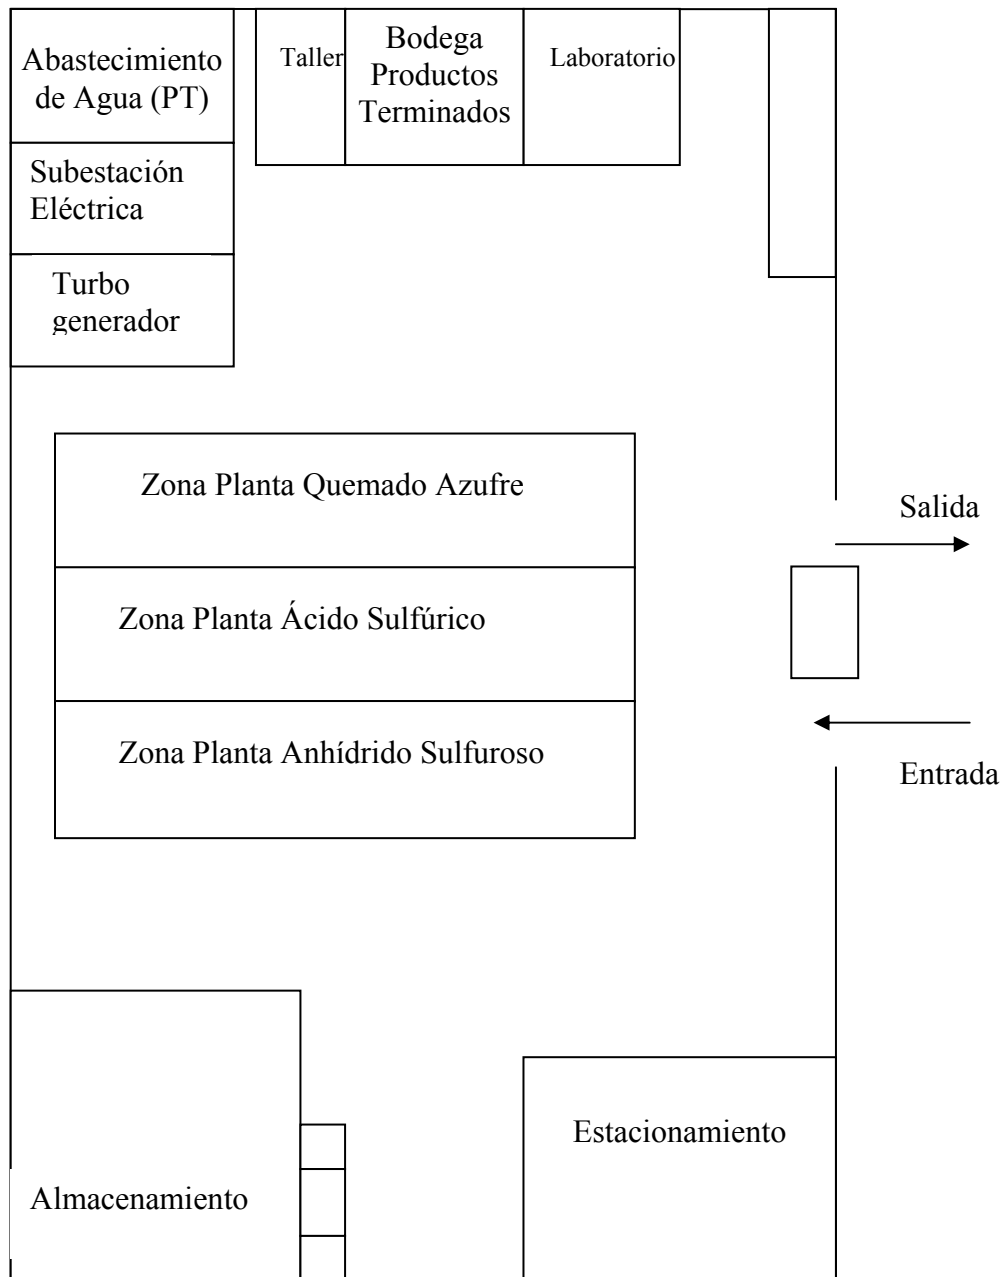 Abastecimiento
de Agua (PT)
Taller
Bodega
Productos
Terminados
Laboratorio
Subestación
Eléctrica
Turbo
generador
Zona Planta Quemado Azufre
Salida
Zona Planta Ácido Sulfúrico
Zona Planta Anhídrido Sulfuroso
Entrada
Estacionamiento
Almacenamiento